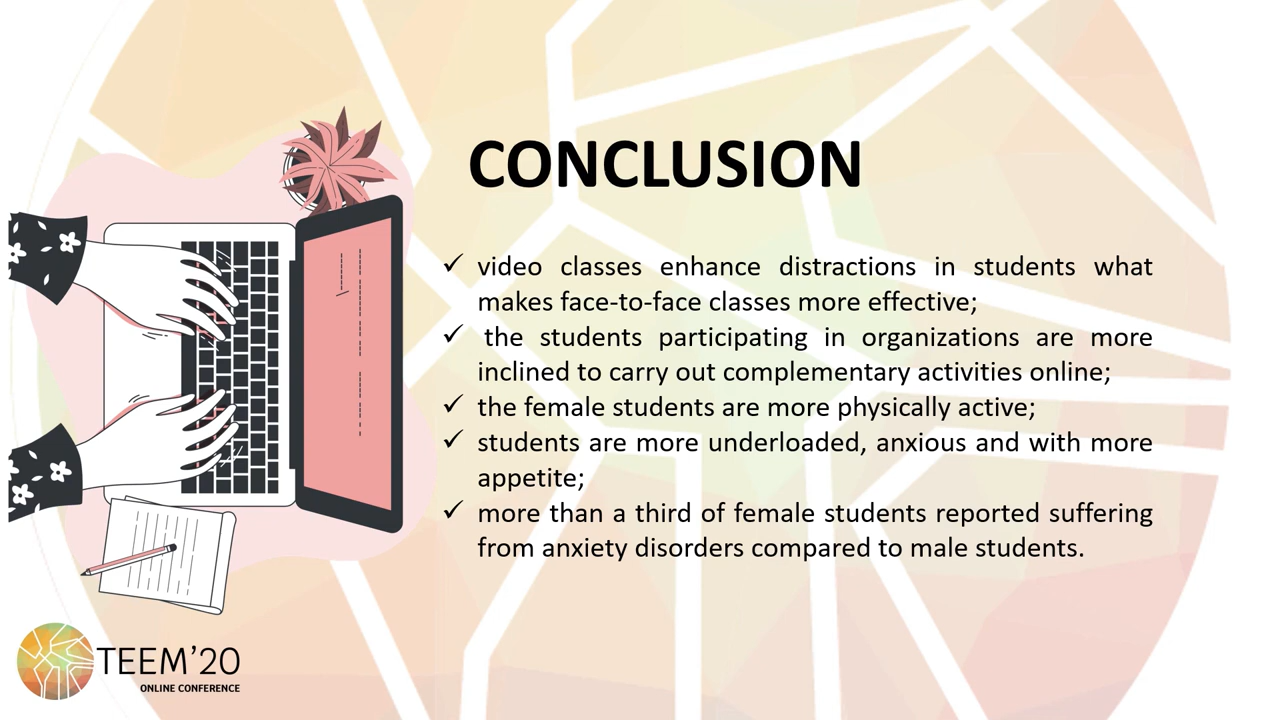 CONCLUSION
✓ video classes enhance distractions in students what
makes face-to-face classes more effective;
✓ the students participating in organizations are more
inclined to carry out complementary activities online;
✓ the female students are more physically active;
✓ students are more underloaded, anxious and with more
appetite;
✓ more than a third of female students reported suffering
from anxiety disorders compared to male students.
TEEM'20
ONLINE CONFERENCE